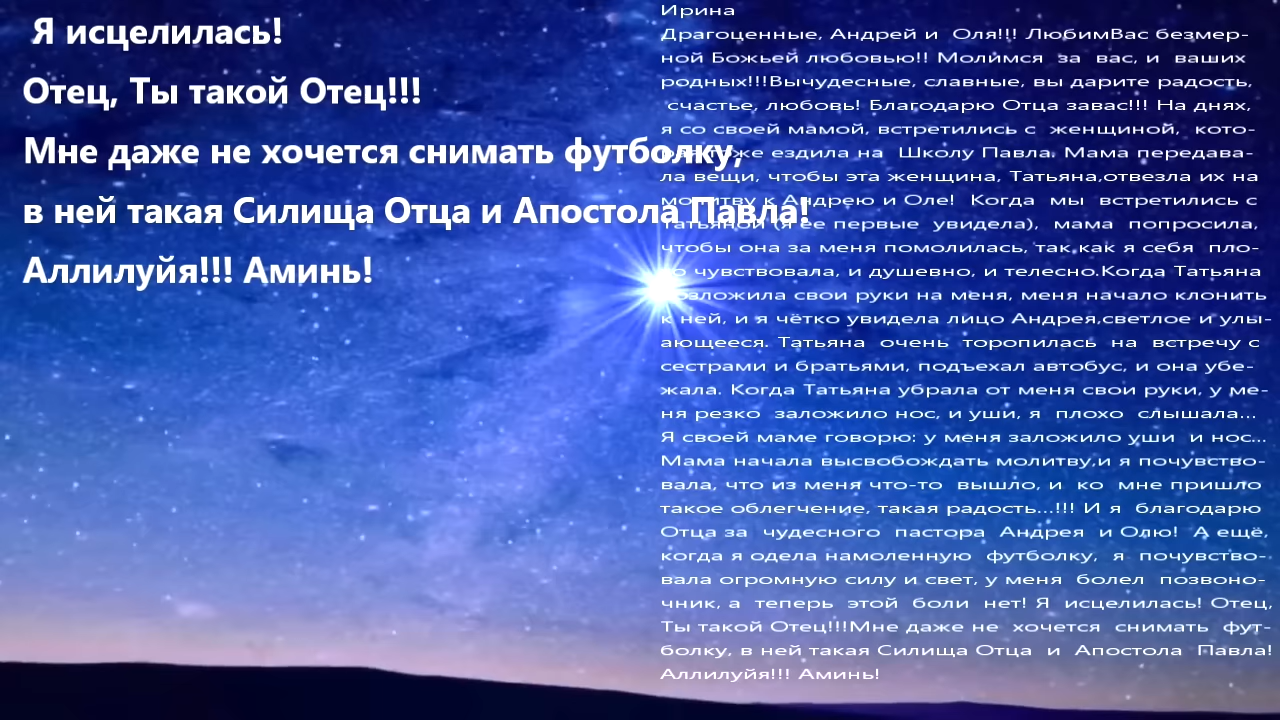 Я исцелилась!
Отец, Ты такой Отец!!!
Мне даже не хочется снимать футболку,
в ней такая Силища Отца и Апостола Павла!
Аллилуйя!!! Аминь!
Ирина
Драгоценные, Андрей и Оля!!! ЛюбимВас безмер-
ной Божьей любовью!! Молимся за вас, и ваших
родных!!!Вычудесные, славные, вы дарите радость,
счастье, любовь! Благодарю Отца завас!!! На днях,
я со своей мамой, встретились с женщиной, кото-
же ездила на Школу Павла. Мама передава-
ла вещи, чтобы эта женщина, Татьяна,отвезла их на
молитву к Андрею и Оле! Когда мы встретились с
Татьяной (я ее первые увидела), мама попросила,
чтобы она за меня помолилась, так,как я себя пло-
хо чувствовала, и душевно, и телесно.Когда Татьяна
возложила свои руки на меня, меня начало клонить
к ней, и я чётко увидела лицо Андрея,светлое и улы-
ающееся. Татьяна очень торопилась на встречу с
сестрами и братьями, подъехал автобус, и она убе-
жала. Когда Татьяна убрала от меня свои руки, у ме-
ня резко заложило нос, и уши, я плохо слышала...
Я своей маме говорю: у меня заложило уши и нос...
Мама начала высвобождать молитву,и я почувство-
вала, что из меня что-то вышло, и ко мне пришло
такое облегчение, такая радость...!!! И я благодарю
Отца за чудесного пастора Андрея и Олю! А ещё,
когда я одела намоленную футболку, я почувство-
вала огромную силу и свет, у меня болел позвоно-
чник, а теперь этой боли нет! Я исцелилась! Отец,
Ты такой Отец!!!Мне даже не хочется снимать фут-
болку, в ней такая Силища Отца и Апостола Павла!
Аллилуйя!!! Аминь!